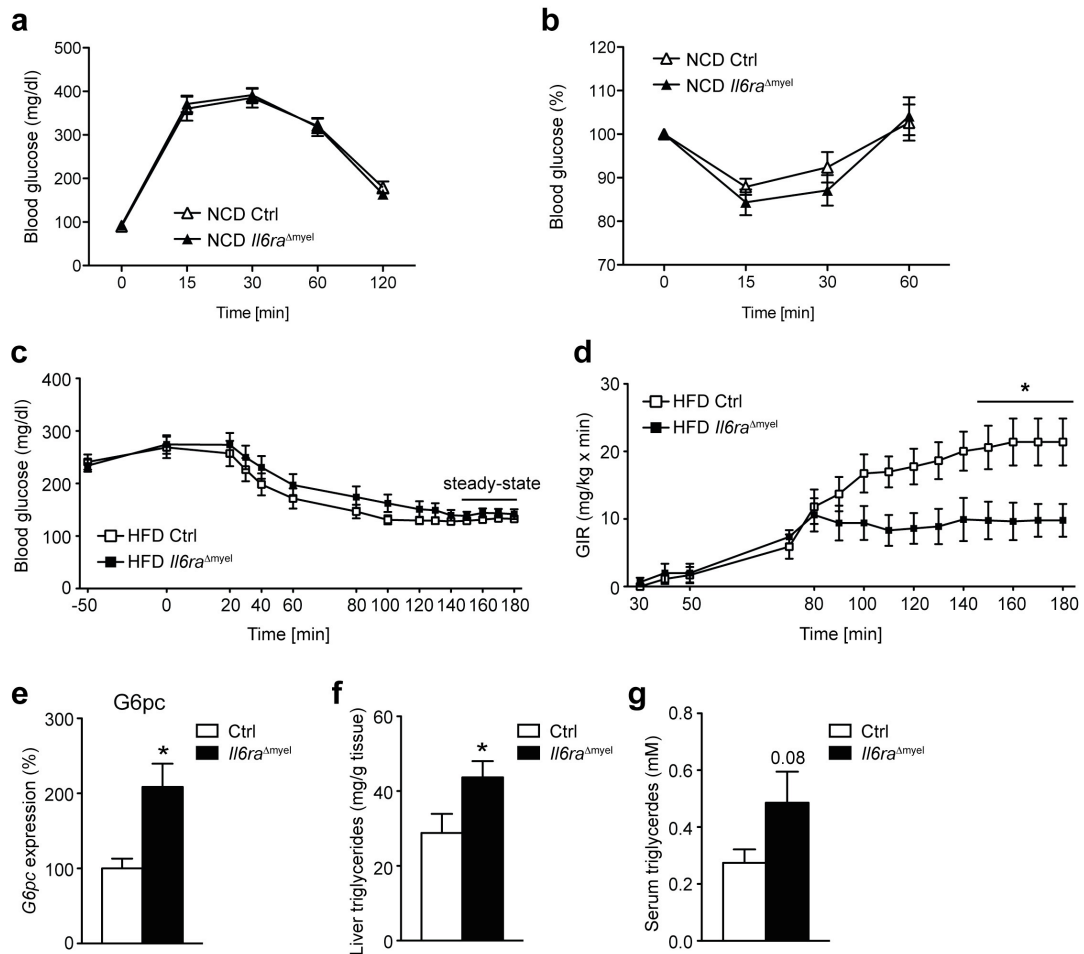 a
500
400
300
200
100
0
Blood glucose (mg/dl)
NCD Ctrl
NCD Il6raΔmyel
0 15 30 60 120
Time [min]
b
120
110
100
90
80
70
Blood glucose (%)
NCD Ctrl
NCD Il6raΔmyel
0 15 30 60
Time [min]
c
400
300
200
100
0
Blood glucose (mg/dl)
steady-state
HFD Ctrl
HFD Il6raΔmyel
-50 0 20 40 60 80 100 120 140 160 180
Time [min]
d
30
20
10
0
GIR (mg/kg x min)
*
HFD Ctrl
HFD Il6raΔmyel
30 50 80 100 120 140 160 180
Time [min]
e
G6pc
300
200
100
0
G6pc expression (%)
*
Ctrl
Il6raΔmyel
f
60
40
20
0
Liver triglycerides (mg/g tissue)
*
Ctrl
Il6raΔmyel
g
0.8
0.6
0.4
0.2
0.0
Serum triglycerdes (mM)
0.08
Ctrl
Il6raΔmyel